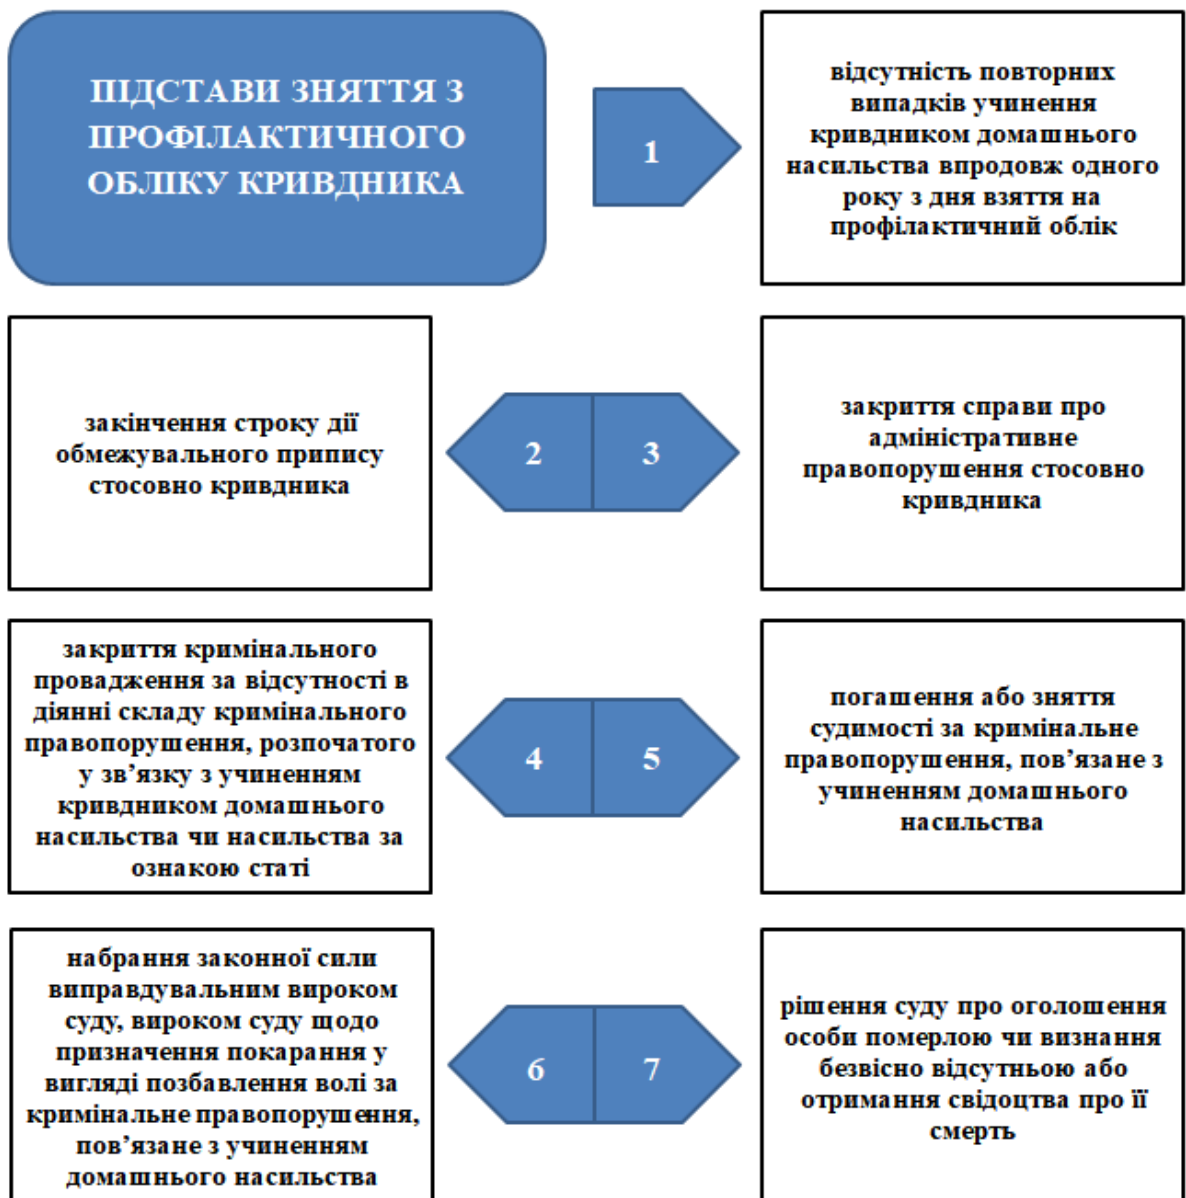 ПІДСТАВИ ЗНЯТТЯ З
ПРОФІЛАКТИЧНОГО
ОБЛІКУ КРИВДНИКА
1
відсутність повторних
випадків учинення
кривдником домашнього
насильства впродовж одного
року з дня взяття на
профілактичний облік
закінчення строку дії
обмежувального припису
стосовно кривдника
2
3
закриття справи про
адміністративне
правопорушення стосовно
кривдника
закриття кримінального
провадження за відсутності в
діянні складу кримінального
правопорушення, розпочатого
у зв’язку з учиненням
кривдником домашнього
насильства чи насильства за
ознакою статі
4
5
погашення або зняття
судимості за кримінальне
правопорушення, пов’язане з
учиненням домашнього
насильства
набрання законної сили
виправдувальним вироком
суду, вироком суду щодо
призначення покарання у
вигляді позбавлення волі за
кримінальне правопорушення,
пов’язане з учиненням
домашнього насильства
6
7
рішення суду про оголошення
особи померлою чи визнання
безвісно відсутньою або
отримання свідоцтва про її
смерть